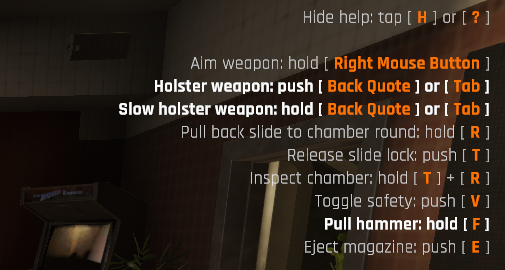 Hide help: tap [ H ] or [ ? ]
Aim weapon: hold [ Right Mouse Button ]
Holster weapon: push [ Back Quote ] or [ Tab ]
Slow holster weapon: hold [ Back Quote ] or [ Tab ]
Pull back slide to chamber round: hold [ R ]
Release slide lock: push [ T ]
Inspect chamber: hold [ T ] + [ R ]
Toggle safety: push [ V ]
Pull hammer: hold [ F ]
Eject magazine: push [ E ]